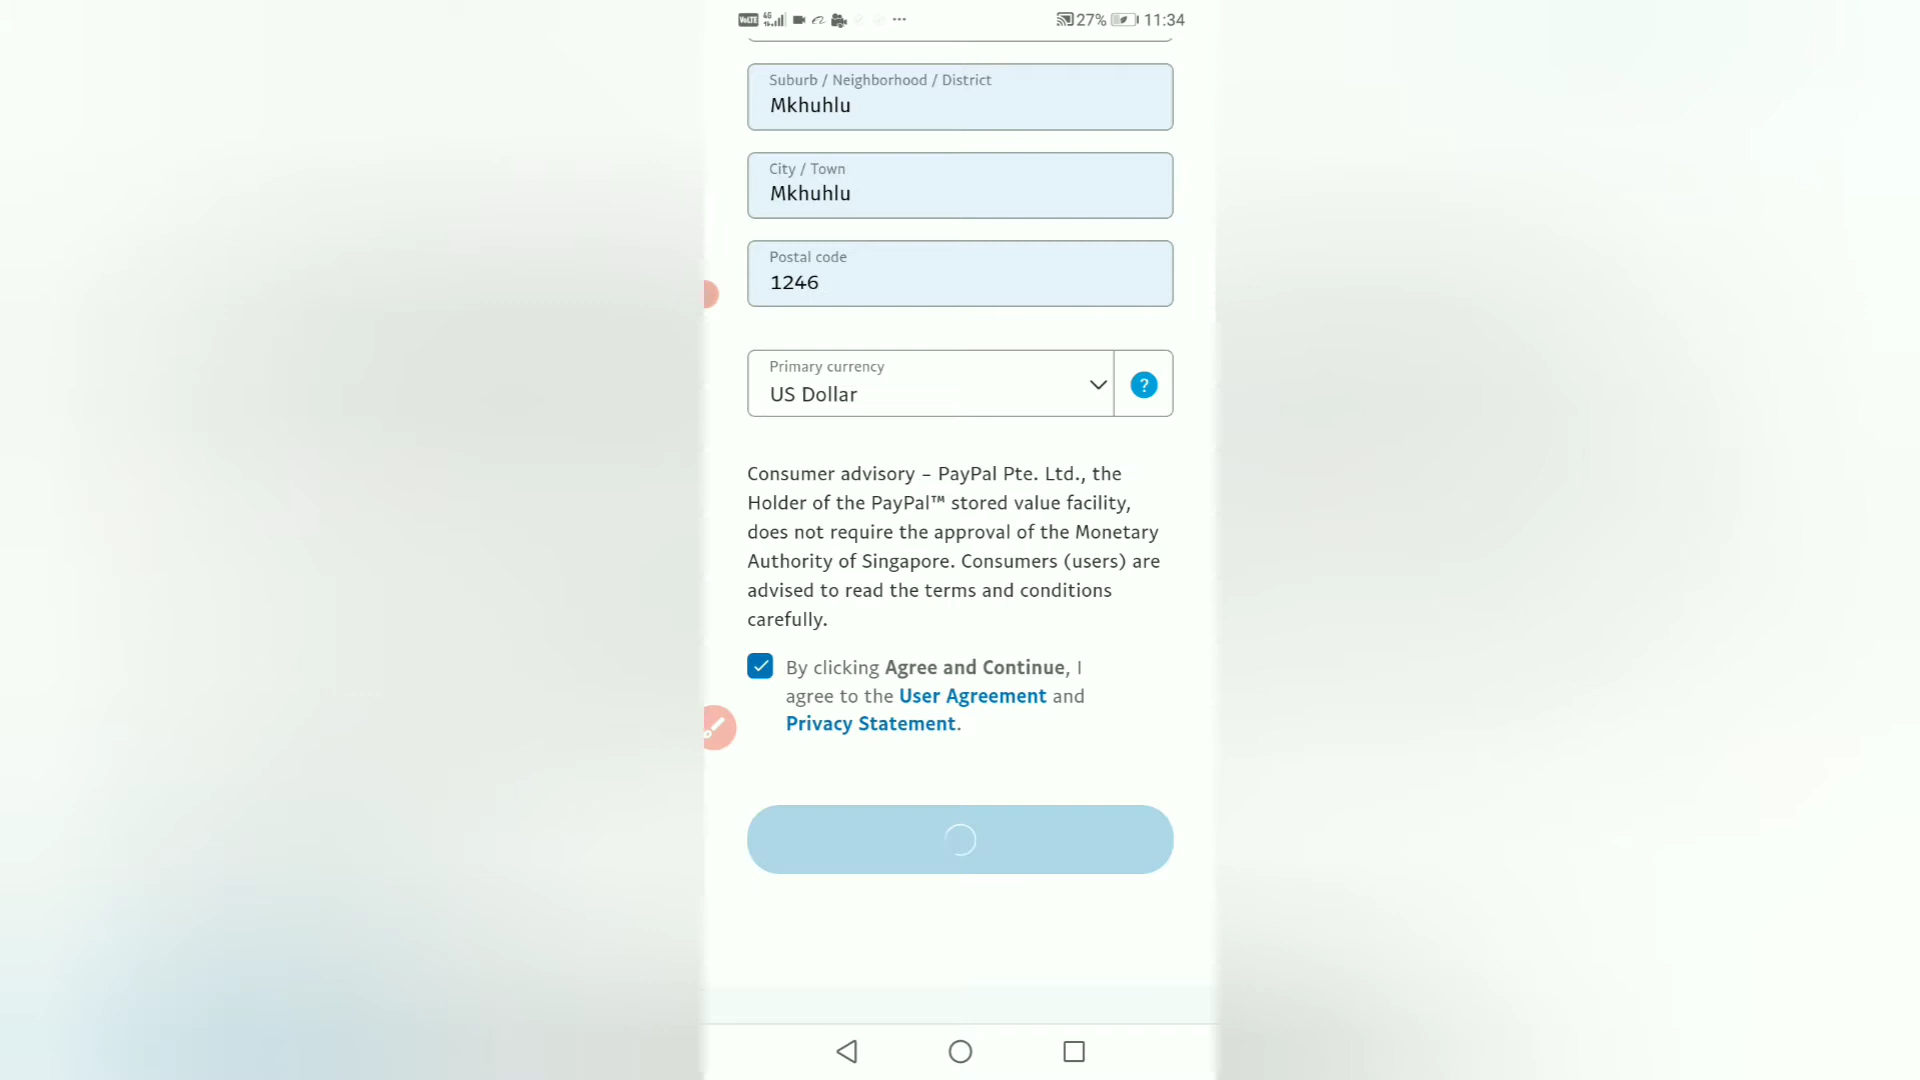 VoLTE 4G 27% 11:34
Suburb / Neighborhood / District
Mkhuhlu
City / Town
Mkhuhlu
Postal code
1246
Primary currency
US Dollar
?
Consumer advisory – PayPal Pte. Ltd., the
Holder of the PayPal™ stored value facility,
does not require the approval of the Monetary
Authority of Singapore. Consumers (users) are
advised to read the terms and conditions
carefully.
By clicking Agree and Continue, I
agree to the User Agreement and
Privacy Statement.